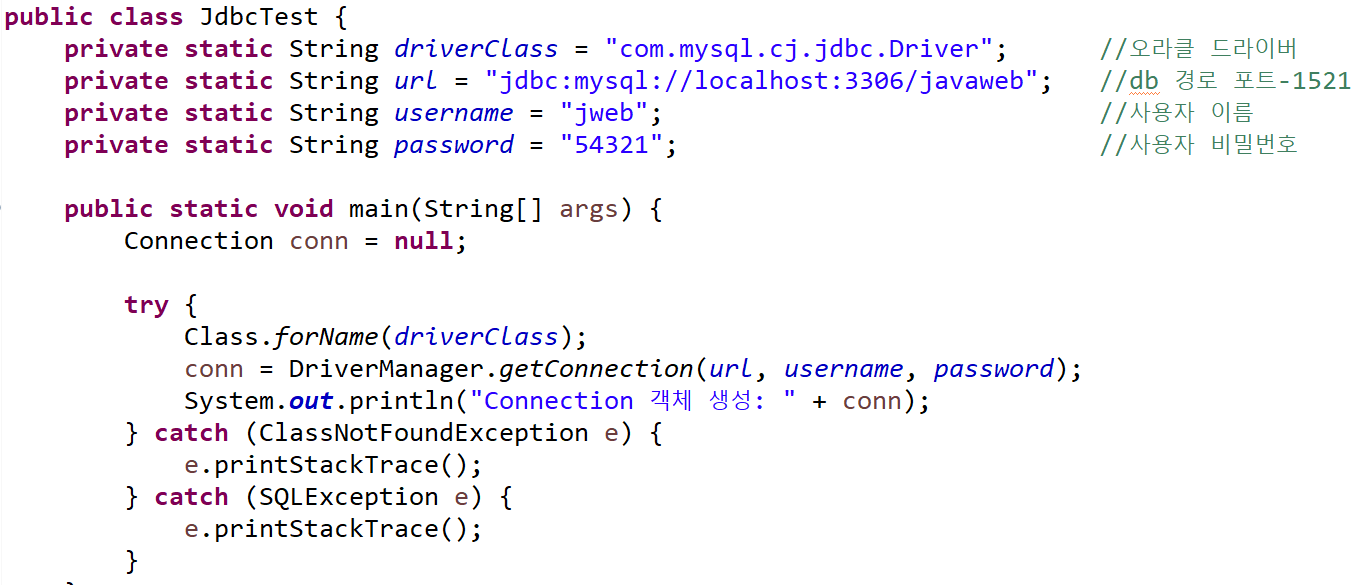 public class JdbcTest {
    private static String driverClass = "com.mysql.cj.jdbc.Driver";      //오라클 드라이버
    private static String url = "jdbc:mysql://localhost:3306/javaweb";   //db 경로 포트-1521
    private static String username = "jweb";                             //사용자 이름
    private static String password = "54321";                            //사용자 비밀번호
    public static void main(String[] args) {
        Connection conn = null;
        try {
            Class.forName(driverClass);
            conn = DriverManager.getConnection(url, username, password);
            System.out.println("Connection 객체 생성: " + conn);
        } catch (ClassNotFoundException e) {
            e.printStackTrace();
        } catch (SQLException e) {
            e.printStackTrace();
        }